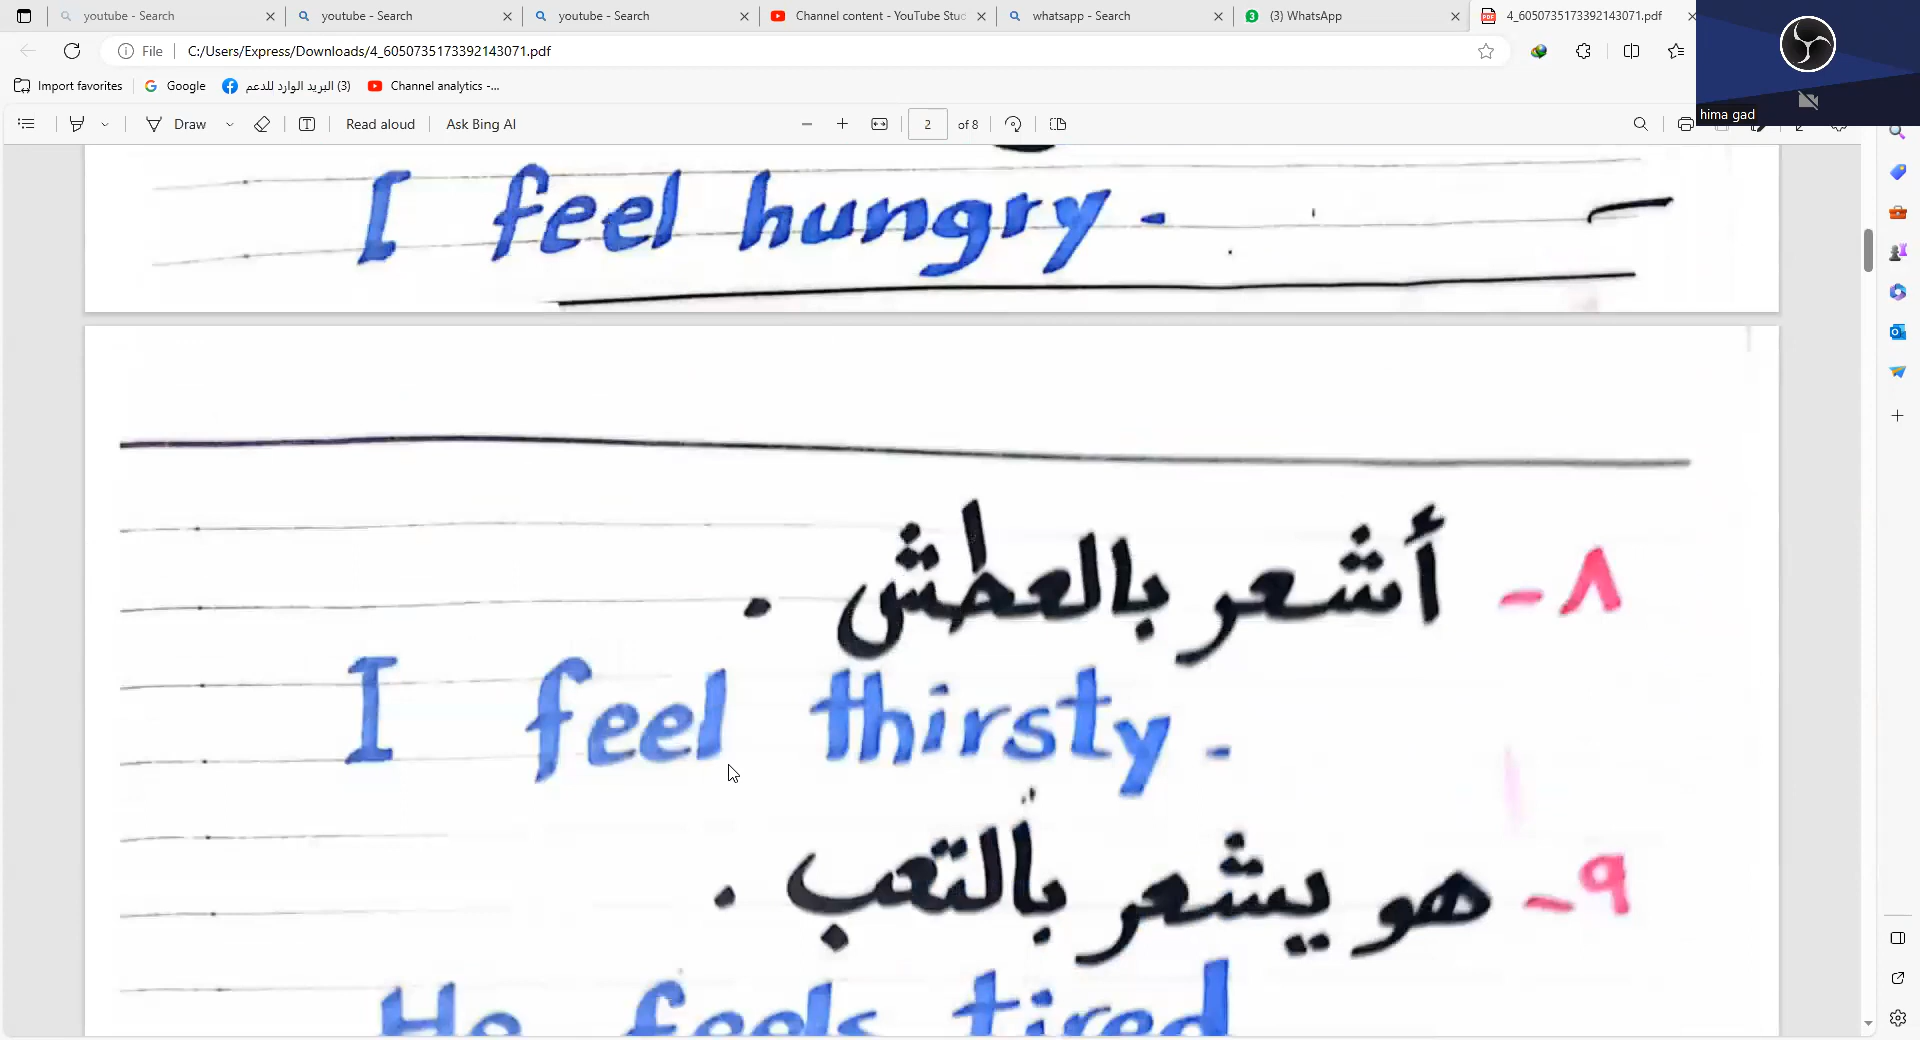 youtube - Search
youtube - Search
youtube - Search
Channel content - YouTube Stud
whatsapp - Search
(3) WhatsApp
4_6050735173392143071.pdf
File
C:/Users/Express/Downloads/4_6050735173392143071.pdf
Import favorites
Google
(3) البريد الوارد للدعم
Channel analytics -...
Draw
Read aloud
Ask Bing AI
2
of 8
hima gad
I feel hungry.
٨- أشعر بالعطش .
I feel thirsty.
٩- هو يشعر بالتعب .
He feels tired